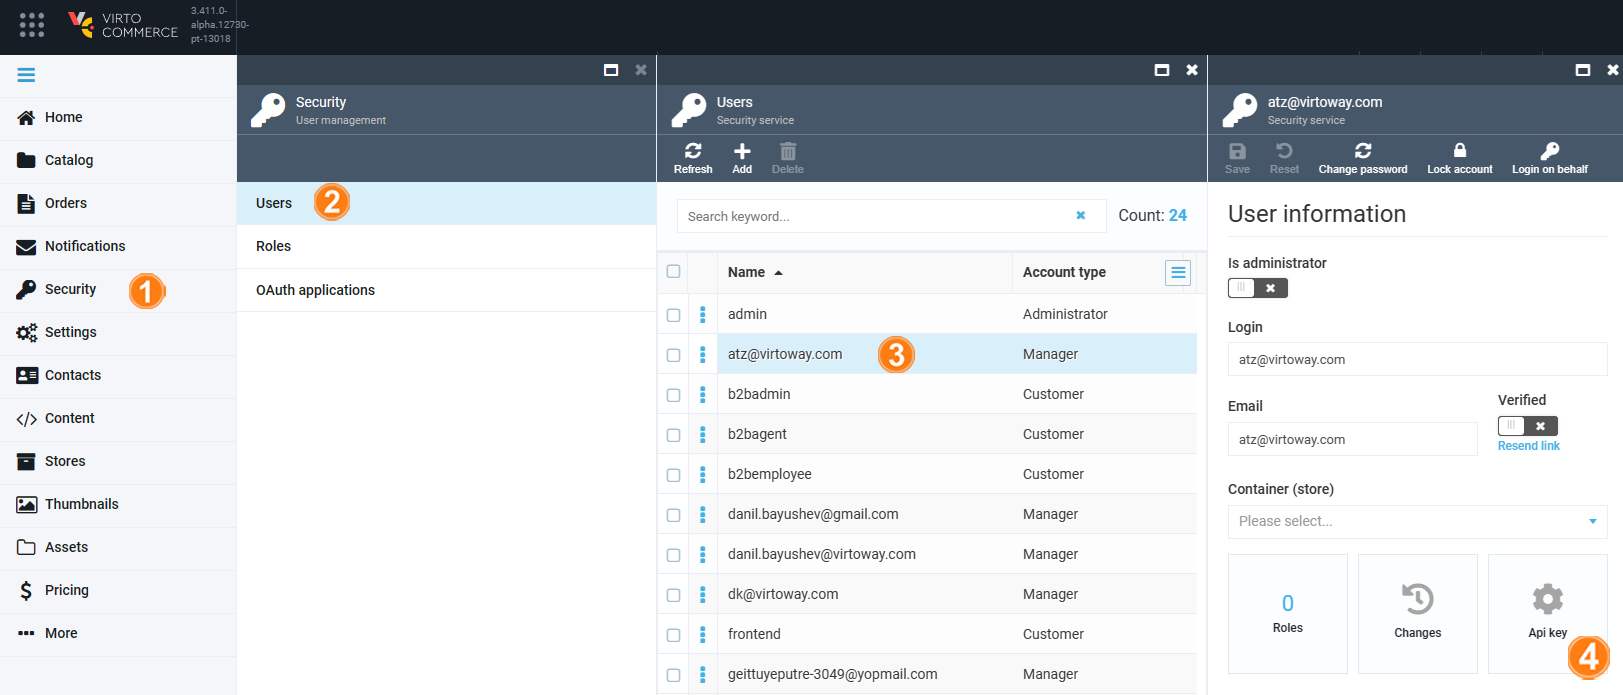 VIRTO
COMMERCE
3.411.0-
alpha.12730-
pt-13018
Home
Catalog
Orders
Notifications
Security
1
Settings
Contacts
Content
Stores
Thumbnails
Assets
Pricing
More
Security
User management
Users
2
Roles
OAuth applications
Users
Security service
Refresh
Add
Delete
Search keyword...
Count: 24
Name
Account type
admin
Administrator
atz@virtoway.com
3
Manager
b2badmin
Customer
b2bagent
Customer
b2bemployee
Customer
danil.bayushev@gmail.com
Manager
danil.bayushev@virtoway.com
Manager
dk@virtoway.com
Manager
frontend
Customer
geittuyeputre-3049@yopmail.com
Manager
atz@virtoway.com
Security service
Save
Reset
Change password
Lock account
Login on behalf
User information
Is administrator
Login
atz@virtoway.com
Email
Verified
atz@virtoway.com
Resend link
Container (store)
Please select...
0
Roles
Changes
Api key
4